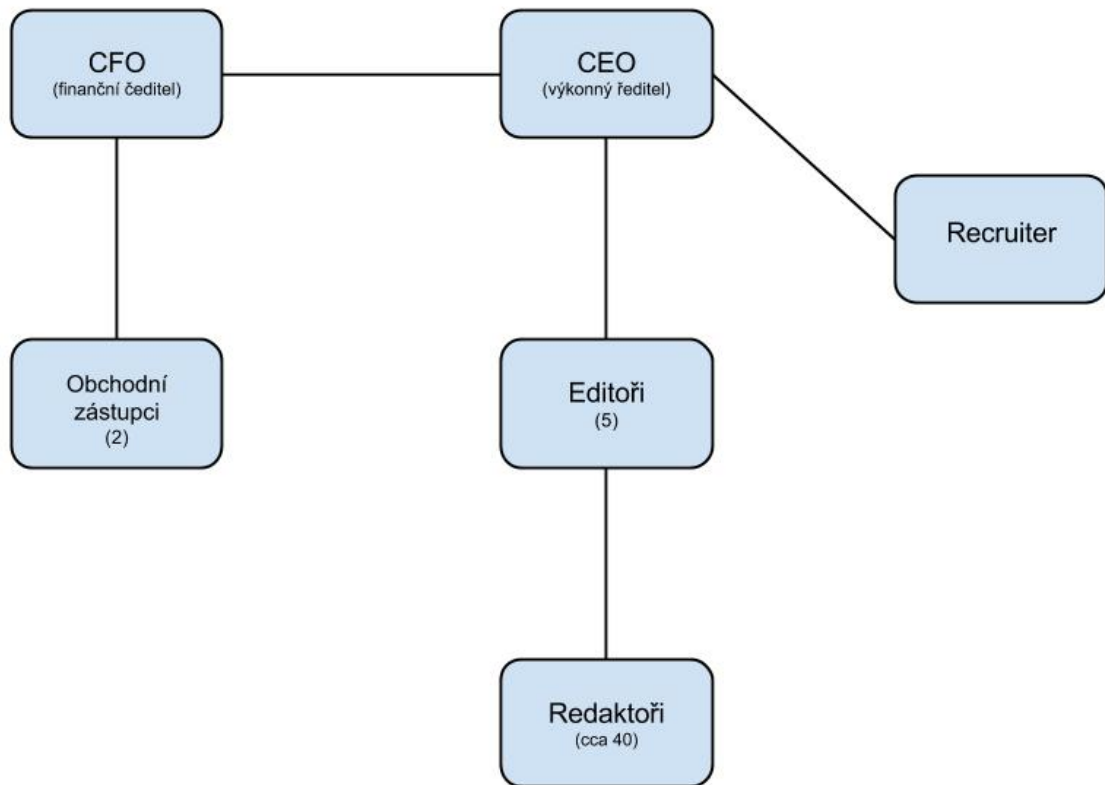 CFO
(finanční čeditel)
CEO
(výkonný ředitel)
Recruiter
Obchodní
zástupci
(2)
Editoři
(5)
Redaktoři
(cca 40)